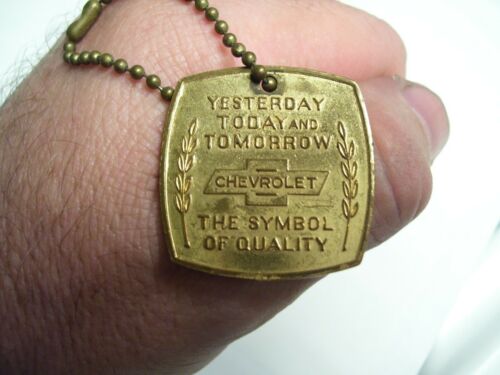 YESTERDAY
TODAY AND
TOMORROW
CHEVROLET
THE SYMBOL
OF QUALITY